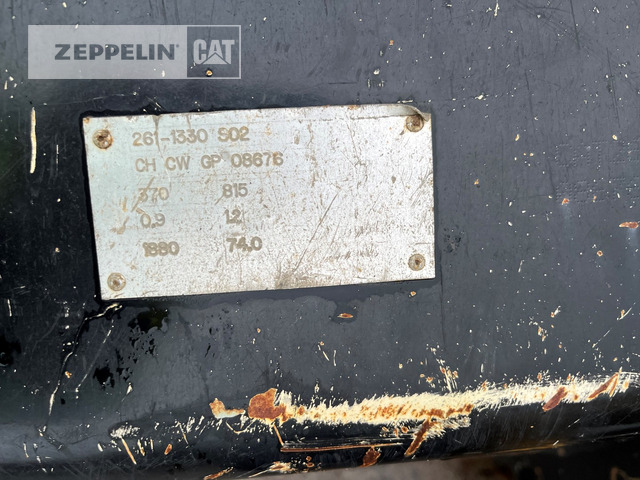 ZEPPELIN CAT
261-1330 S02
CH CW GP 08676
370 815
0.9 1.2
1880 74.0